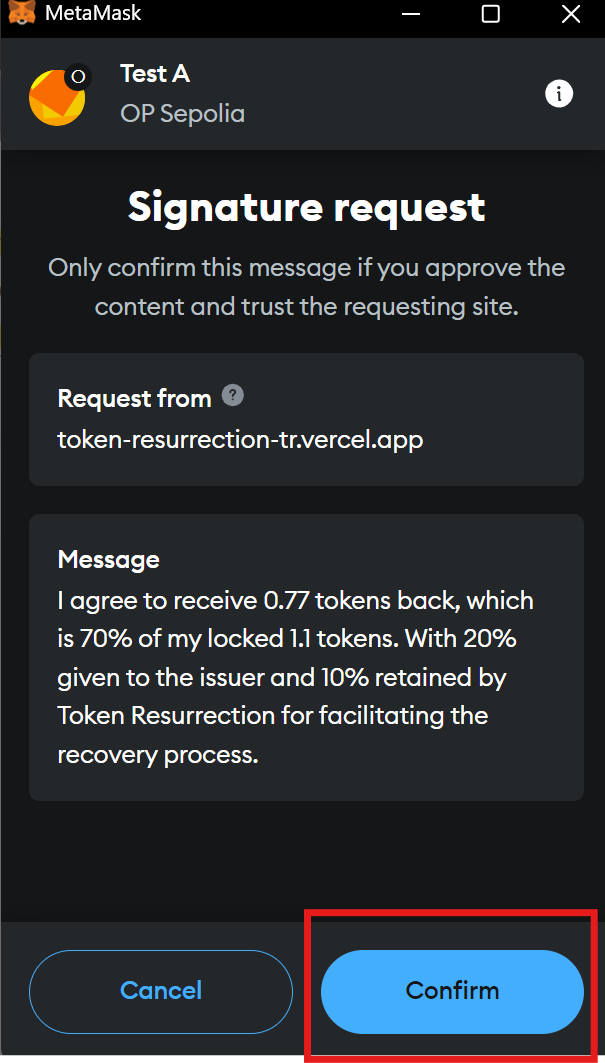 MetaMask
Test A
O
OP Sepolia
i
Signature request
Only confirm this message if you approve the
content and trust the requesting site.
Request from ?
token-resurrection-tr.vercel.app
Message
I agree to receive 0.77 tokens back, which
is 70% of my locked 1.1 tokens. With 20%
given to the issuer and 10% retained by
Token Resurrection for facilitating the
recovery process.
Cancel
Confirm